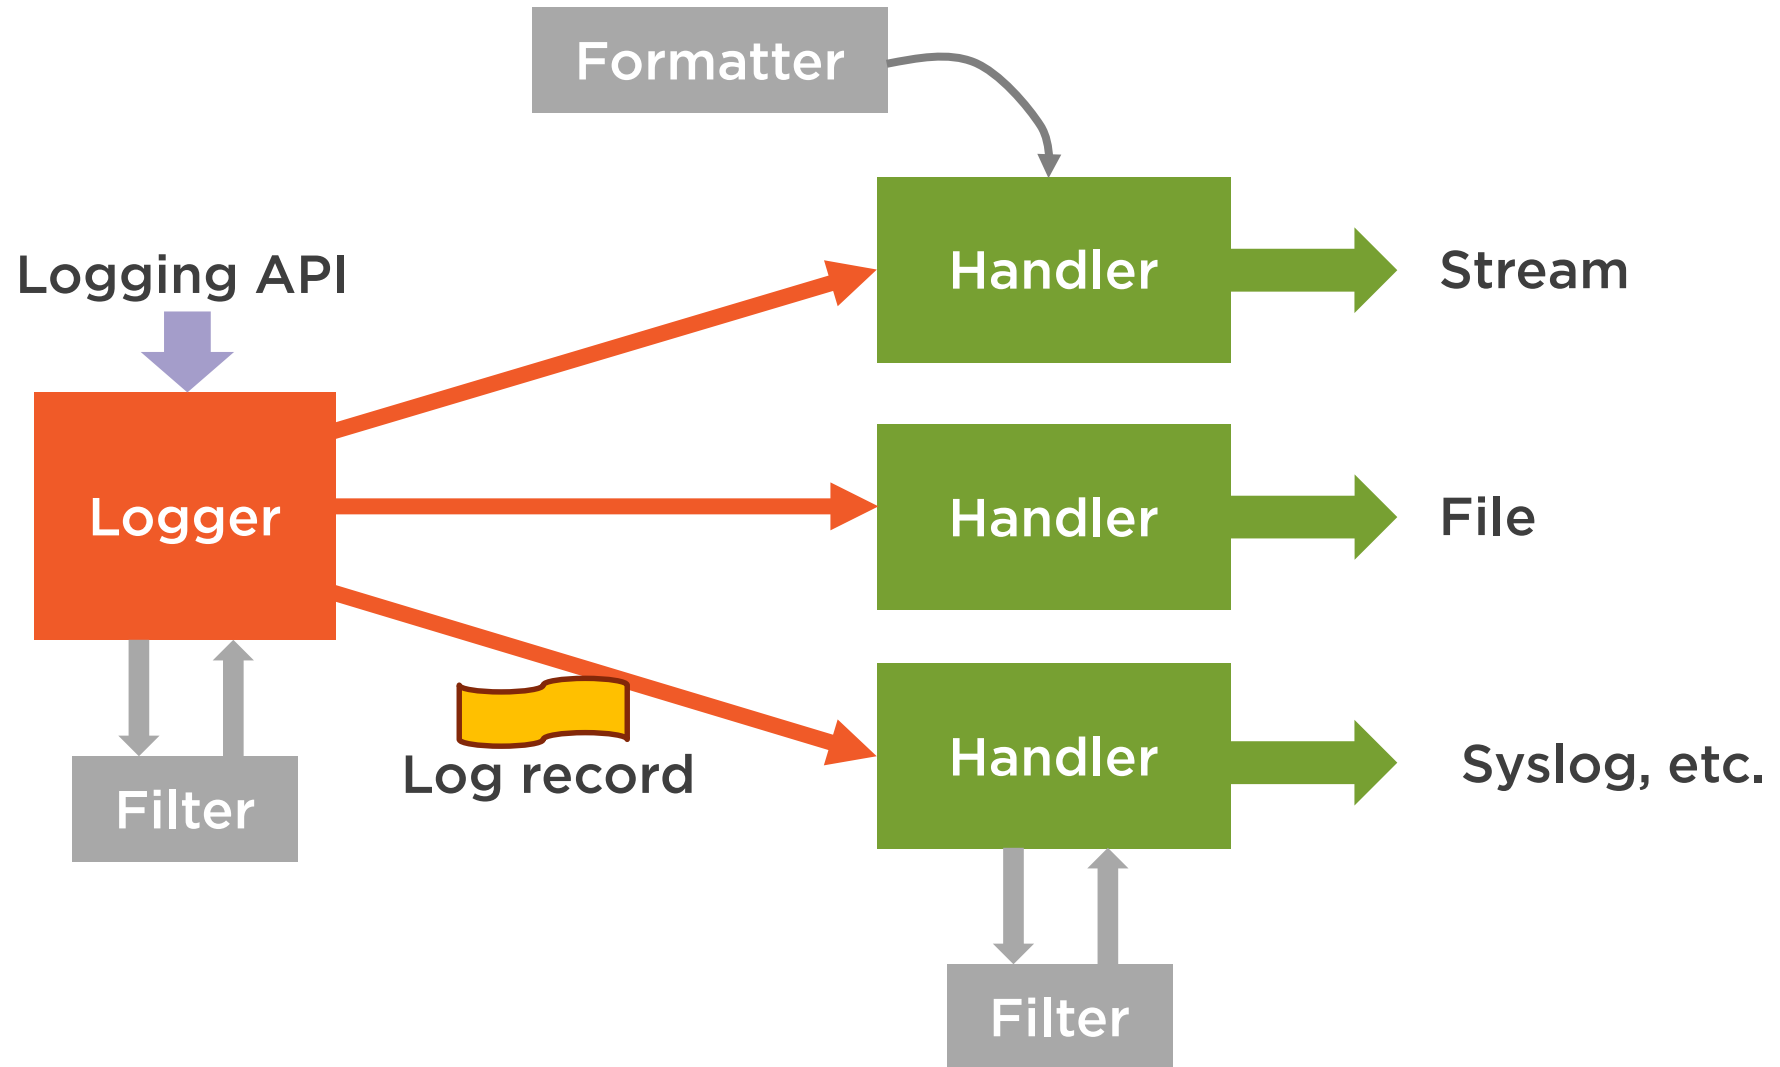 Formatter
Logging API
Handler
Stream
Logger
Handler
File
Log record
Handler
Syslog, etc.
Filter
Filter